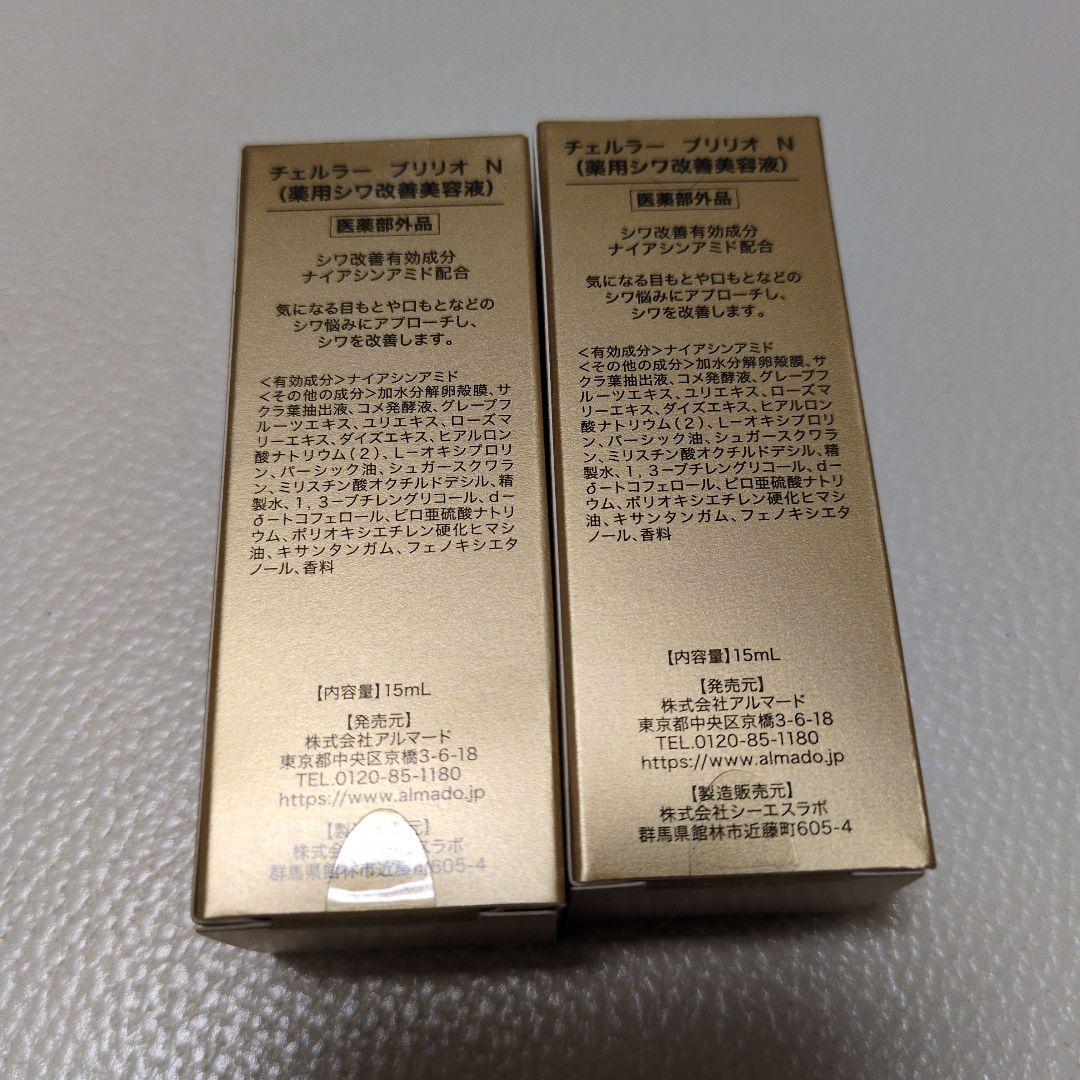 チェルラー ブリリオ N
(薬用シワ改善美容液)
医薬部外品
シワ改善有効成分
ナイアシンアミド配合
気になる目もとや口もとなどの
シワ悩みにアプローチし、
シワを改善します。
<有効成分>ナイアシンアミド
<その他の成分>加水分解卵殻膜、サ
クラ葉抽出液、コメ発酵液、グレープフ
ルーツエキス、ユリエキス、ローズマ
リーエキス、ダイズエキス、ヒアルロン
酸ナトリウム(2)、L-オキシプロリ
ン、パーシック油、シュガースクワラ
ン、ミリスチン酸オクチルドデシル、精
製水、1,3-ブチレングリコール、d-
δ-トコフェロール、ピロ亜硫酸ナトリ
ウム、ポリオキシエチレン硬化ヒマシ
油、キサンタンガム、フェノキシエタ
ノール、香料
【内容量】15mL
【発売元】
株式会社アルマード
東京都中央区京橋3-6-18
TEL.0120-85-1180
https://www.almado.jp
【製 元】
株式会 エスラボ
群馬県館林市近藤町605-4
チェルラー ブリリオ N
(薬用シワ改善美容液)
医薬部外品
シワ改善有効成分
ナイアシンアミド配合
気になる目もとや口もとなどの
シワ悩みにアプローチし、
シワを改善します。
<有効成分>ナイアシンアミド
<その他の成分>加水分解卵殻膜、サ
クラ葉抽出液、コメ発酵液、グレープフ
ルーツエキス、ユリエキス、ローズマ
リーエキス、ダイズエキス、ヒアルロン
酸ナトリウム(2)、L-オキシプロリ
ン、パーシック油、シュガースクワラ
ン、ミリスチン酸オクチルドデシル、精
製水、1,3-ブチレングリコール、d-
δ-トコフェロール、ピロ亜硫酸ナトリ
ウム、ポリオキシエチレン硬化ヒマシ
油、キサンタンガム、フェノキシエタ
ノール、香料
【内容量】15mL
【発売元】
株式会社アルマード
東京都中央区京橋3-6-18
TEL.0120-85-1180
https://www.almado.jp
【製造販売元】
株式会社シーエスラボ
群馬県館林市近藤町605-4